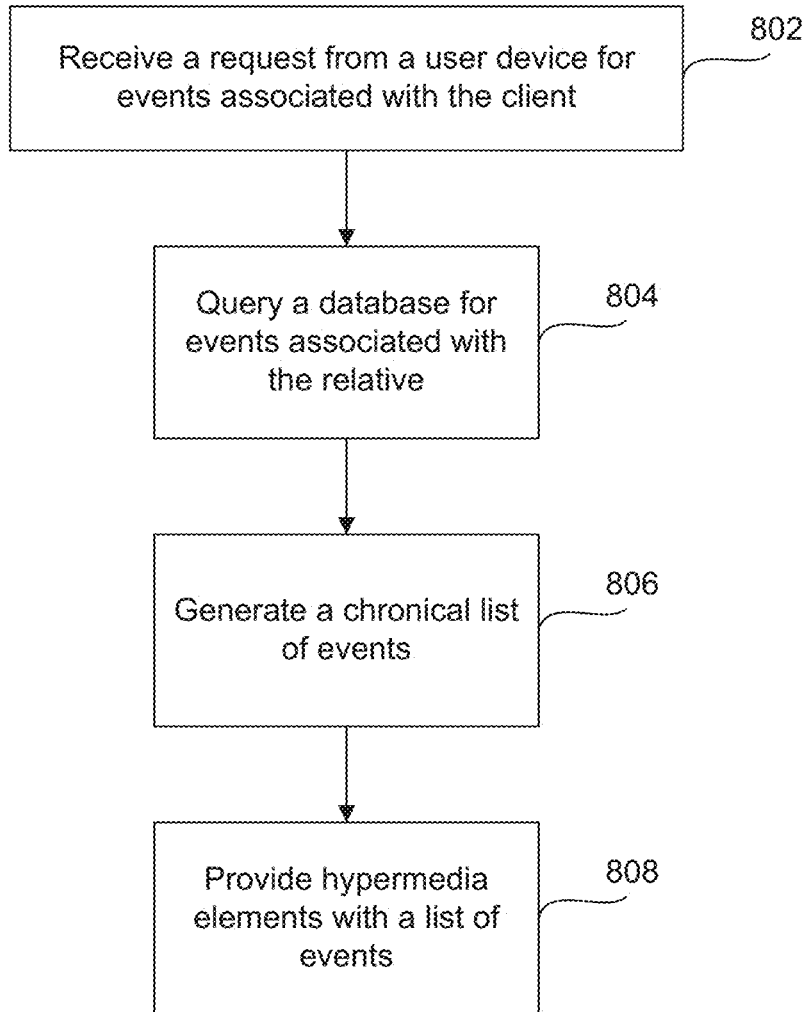 Receive a request from a user device for
events associated with the client
802
Query a database for
events associated with
the relative
804
Generate a chronical list
of events
806
Provide hypermedia
elements with a list of
events
808